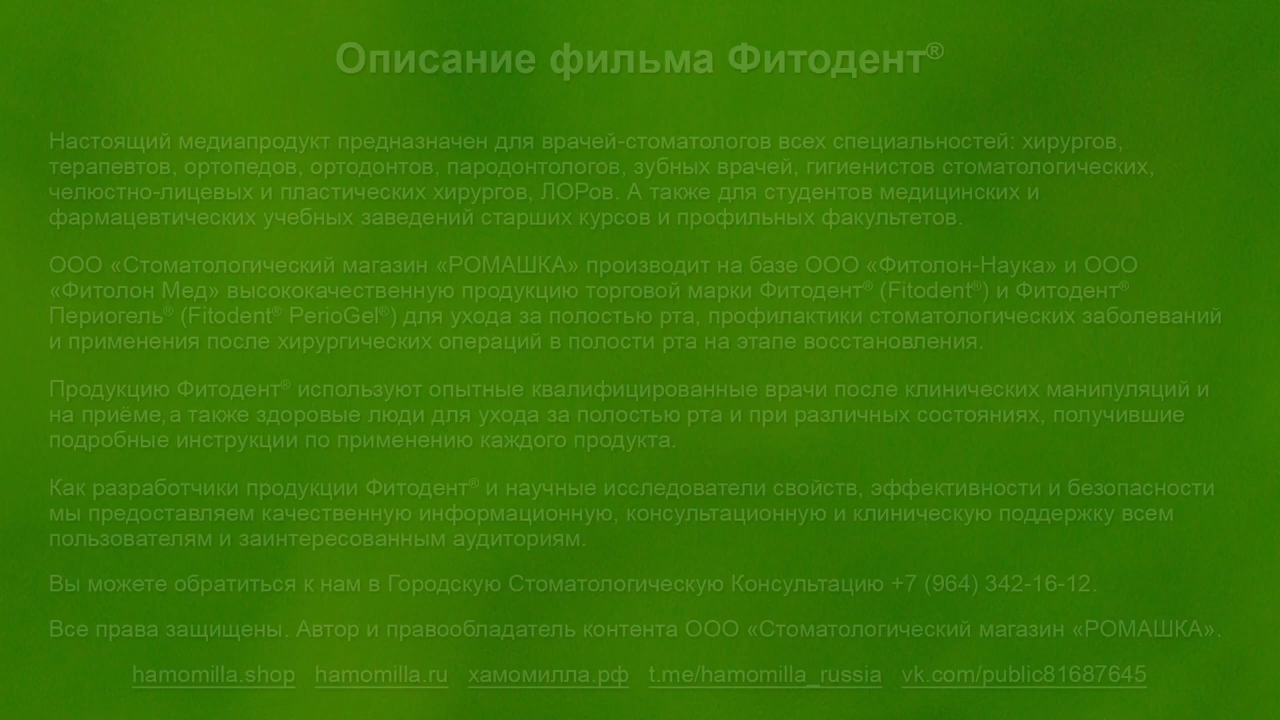 Описание фильма Фитодент®
Настоящий медиапродукт предназначен для врачей-стоматологов всех специальностей: хирургов,
терапевтов, ортопедов, ортодонтов, пародонтологов, зубных врачей, гигиенистов стоматологических,
челюстно-лицевых и пластических хирургов, ЛОРов. А также для студентов медицинских и
фармацевтических учебных заведений старших курсов и профильных факультетов.
ООО «Стоматологический магазин «РОМАШКА» производит на базе ООО «Фитолон-Наука» и ООО
«Фитолон Мед» высококачественную продукцию торговой марки Фитодент® (Fitodent®) и Фитодент®
Периогель® (Fitodent® PerioGel®) для ухода за полостью рта, профилактики стоматологических заболеваний
и применения после хирургических операций в полости рта на этапе восстановления.
Продукцию Фитодент® используют опытные квалифицированные врачи после клинических манипуляций и
на приёме, а также здоровые люди для ухода за полостью рта и при различных состояниях, получившие
подробные инструкции по применению каждого продукта.
Как разработчики продукции Фитодент® и научные исследователи свойств, эффективности и безопасности
мы предоставляем качественную информационную, консультационную и клиническую поддержку всем
пользователям и заинтересованным аудиториям.
Вы можете обратиться к нам в Городскую Стоматологическую Консультацию +7 (964) 342-16-12.
Все права защищены. Автор и правообладатель контента ООО «Стоматологический магазин «РОМАШКА».
hamomilla.shop hamomilla.ru хамомилла.рф t.me/hamomilla_russia vk.com/public81687645